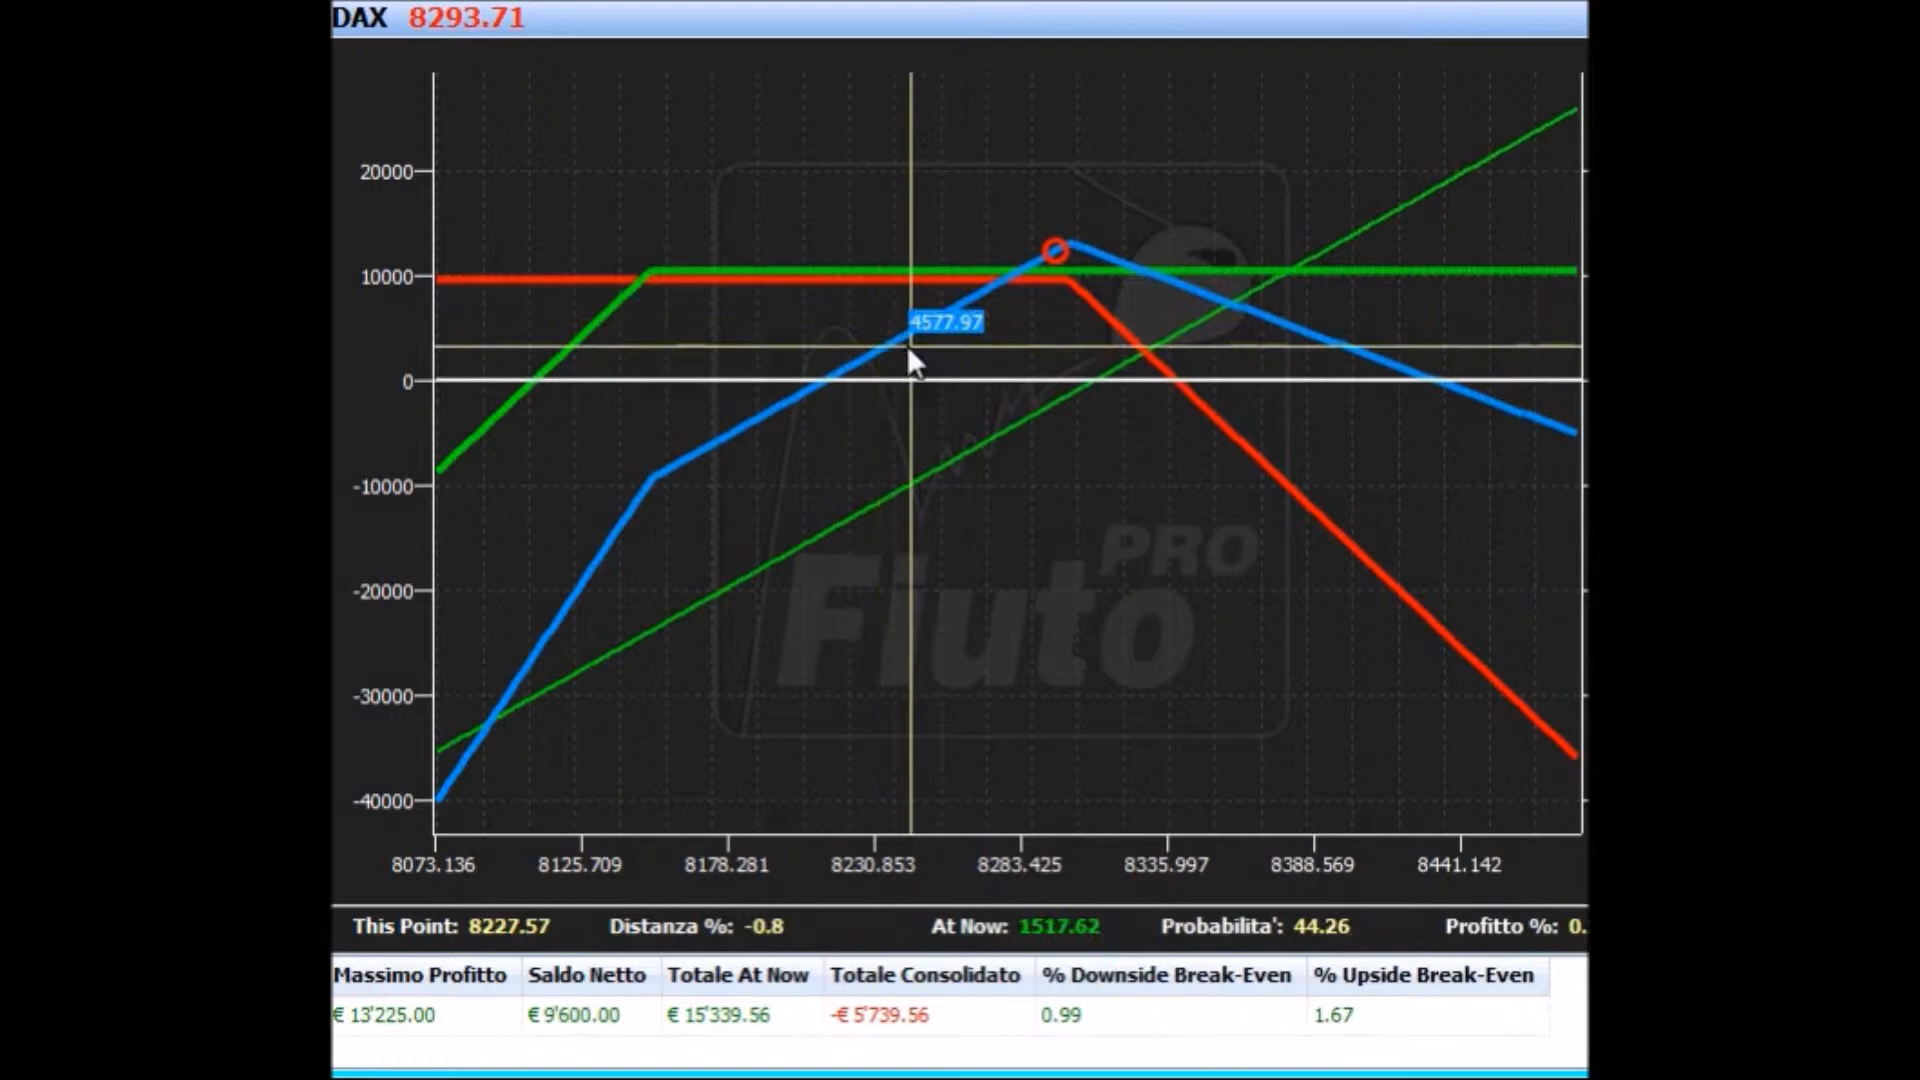 DAX 8293.71
20000
10000
4577.97
0
-10000
PRO
Fiuto
-20000
-30000
-40000
8073.136 8125.709 8178.281 8230.853 8283.425 8335.997 8388.569 8441.142
This Point: 8227.57 Distanza %: -0.8 At Now: 1517.62 Probabilita': 44.26 Profitto %: 0.
Massimo Profitto Saldo Netto Totale At Now Totale Consolidato % Downside Break-Even % Upside Break-Even
€ 13'225.00 € 9'600.00 € 15'339.56 -€ 5'739.56 0.99 1.67